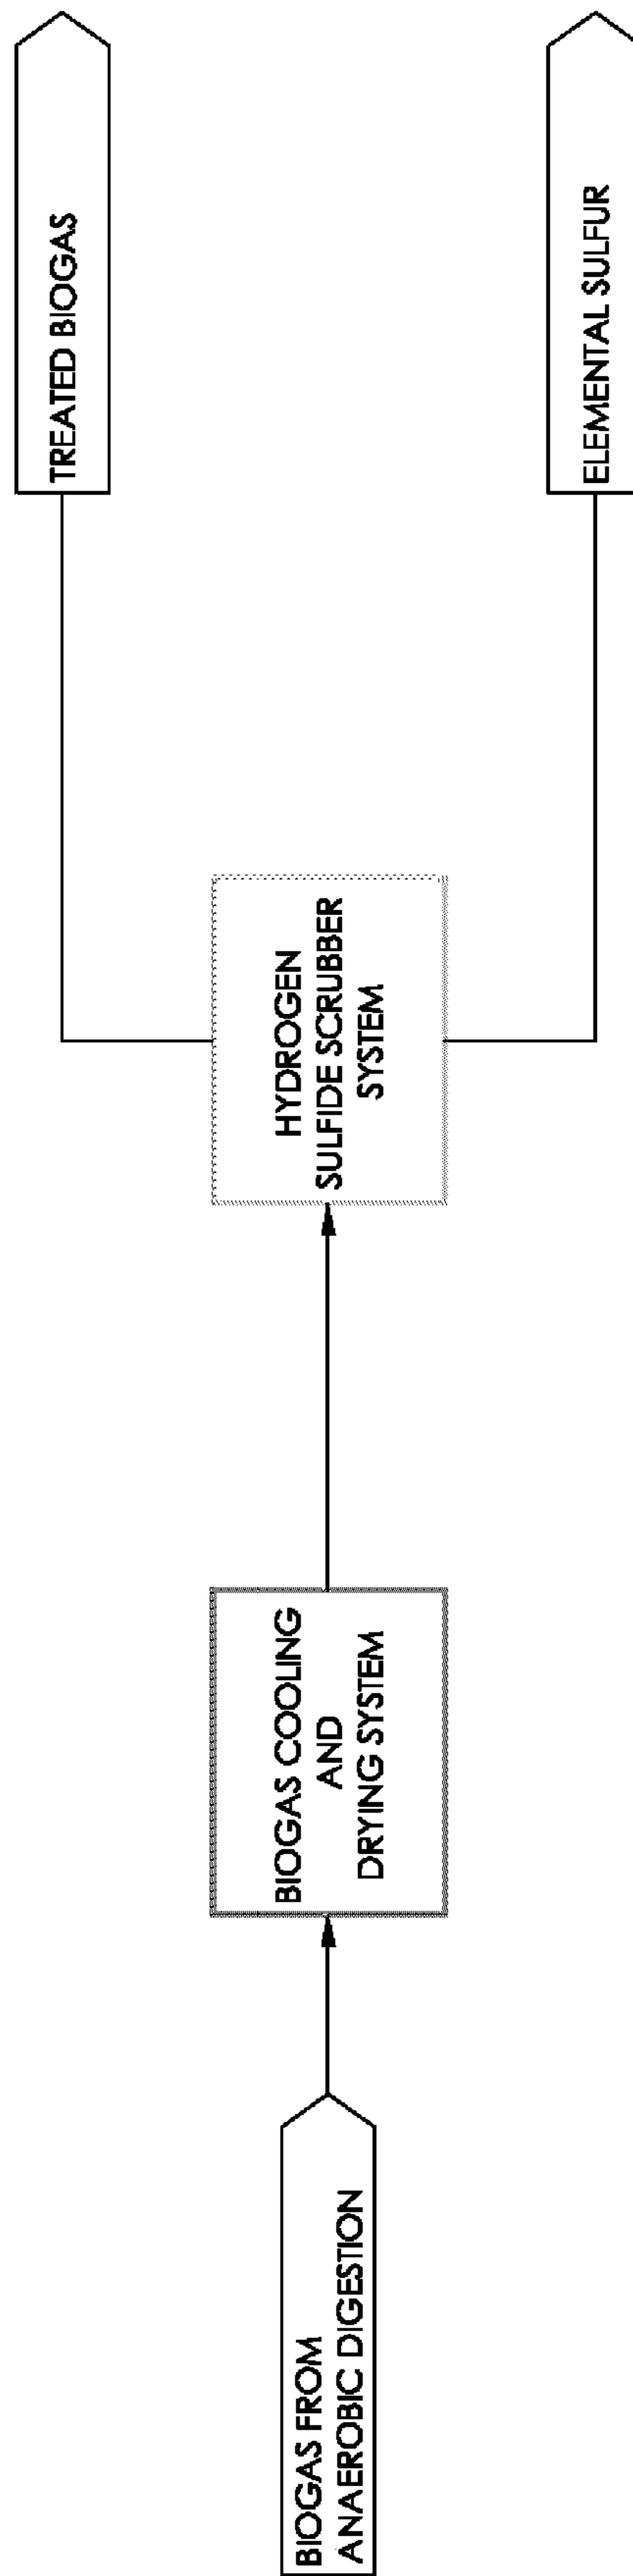 BIOGAS FROM
ANAEROBIC DIGESTION
BIOGAS COOLING
AND
DRYING SYSTEM
HYDROGEN
SULFIDE SCRUBBER
SYSTEM
TREATED BIOGAS
ELEMENTAL SULFUR